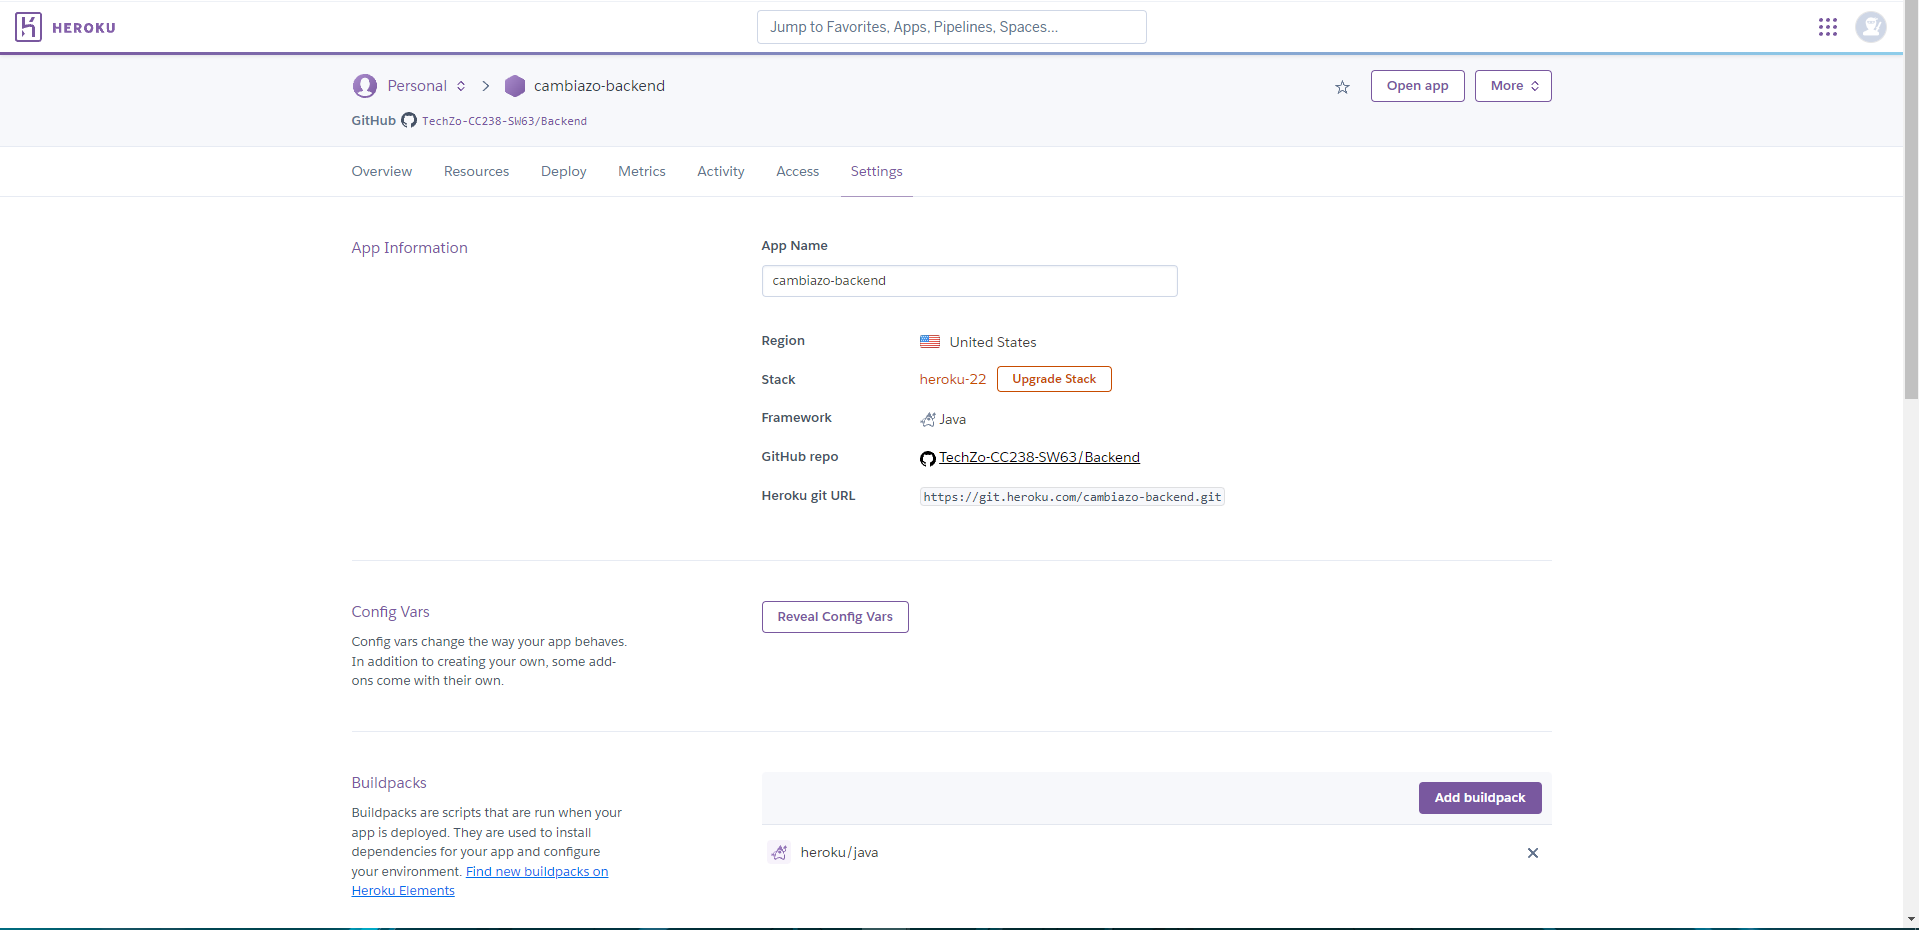 HEROKU
Jump to Favorites, Apps, Pipelines, Spaces...
Personal
cambiazo-backend
Open app
More
GitHub TechZo-CC238-SW63/Backend
Overview
Resources
Deploy
Metrics
Activity
Access
Settings
App Information
App Name
cambiazo-backend
Region United States
Stack heroku-22 Upgrade Stack
Framework Java
GitHub repo TechZo-CC238-SW63/Backend
Heroku git URL https://git.heroku.com/cambiazo-backend.git
Config Vars
Config vars change the way your app behaves.
In addition to creating your own, some add-
ons come with their own.
Reveal Config Vars
Buildpacks
Buildpacks are scripts that are run when your
app is deployed. They are used to install
dependencies for your app and configure
your environment. Find new buildpacks on
Heroku Elements
Add buildpack
heroku/java